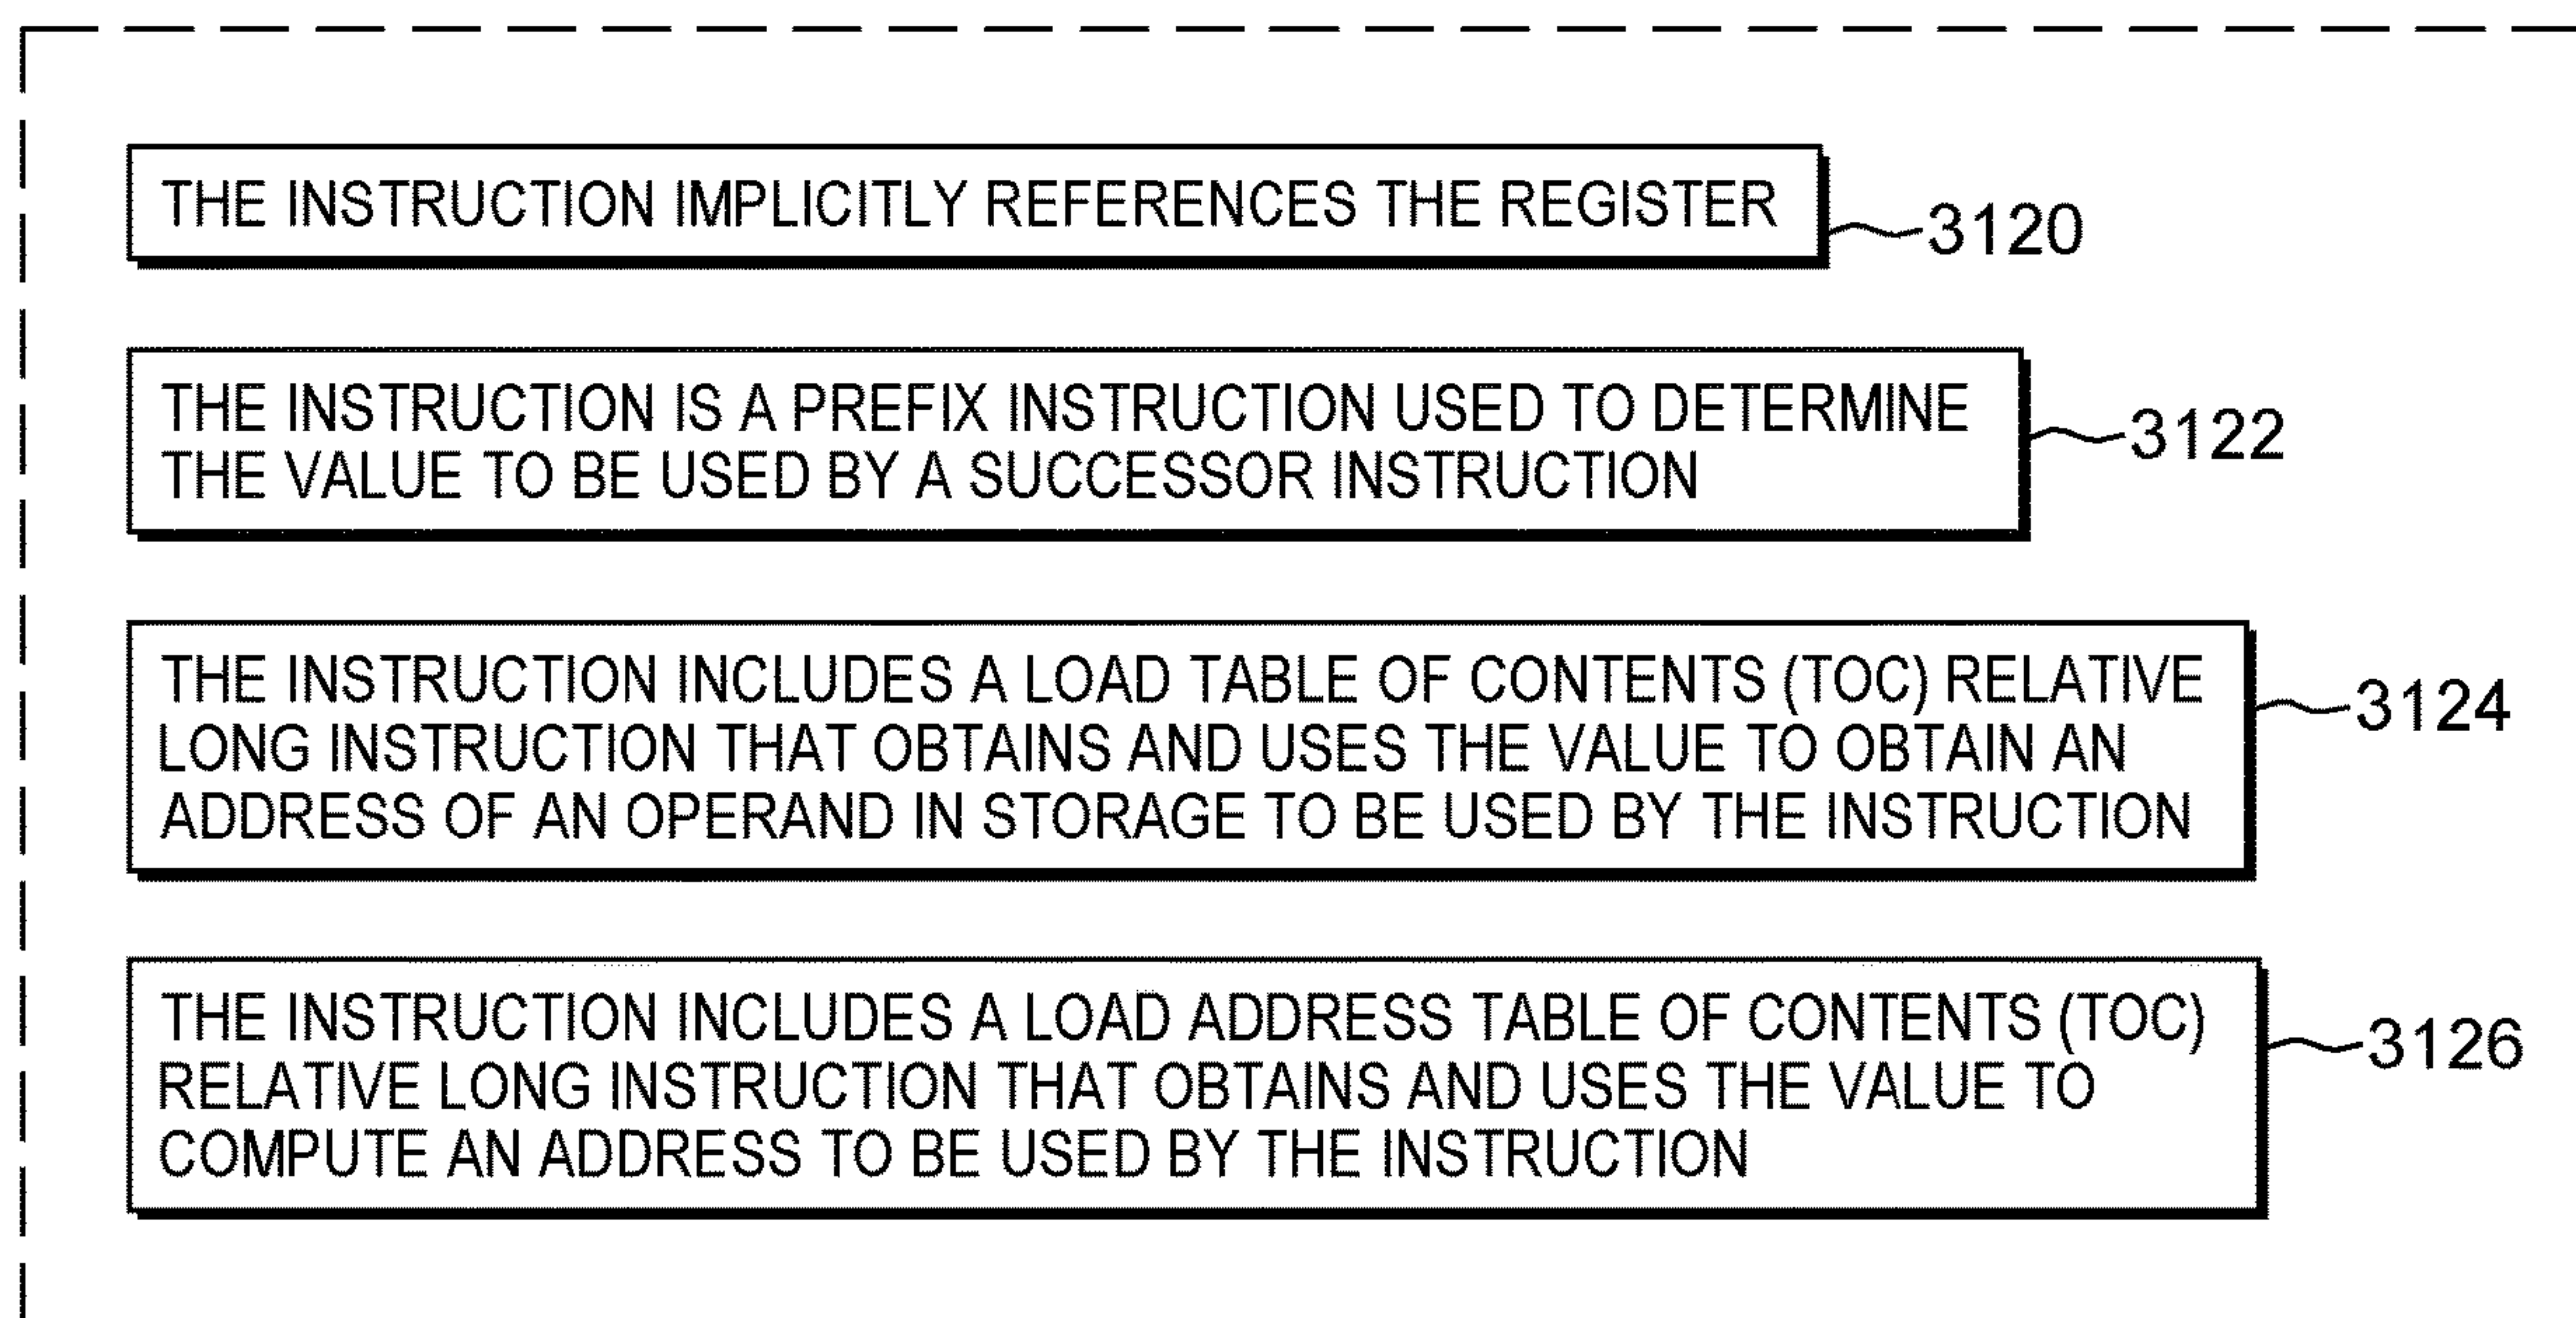 THE INSTRUCTION IMPLICITLY REFERENCES THE REGISTER
3120
THE INSTRUCTION IS A PREFIX INSTRUCTION USED TO DETERMINE
THE VALUE TO BE USED BY A SUCCESSOR INSTRUCTION
3122
THE INSTRUCTION INCLUDES A LOAD TABLE OF CONTENTS (TOC) RELATIVE
LONG INSTRUCTION THAT OBTAINS AND USES THE VALUE TO OBTAIN AN
ADDRESS OF AN OPERAND IN STORAGE TO BE USED BY THE INSTRUCTION
3124
THE INSTRUCTION INCLUDES A LOAD ADDRESS TABLE OF CONTENTS (TOC)
RELATIVE LONG INSTRUCTION THAT OBTAINS AND USES THE VALUE TO
COMPUTE AN ADDRESS TO BE USED BY THE INSTRUCTION
3126